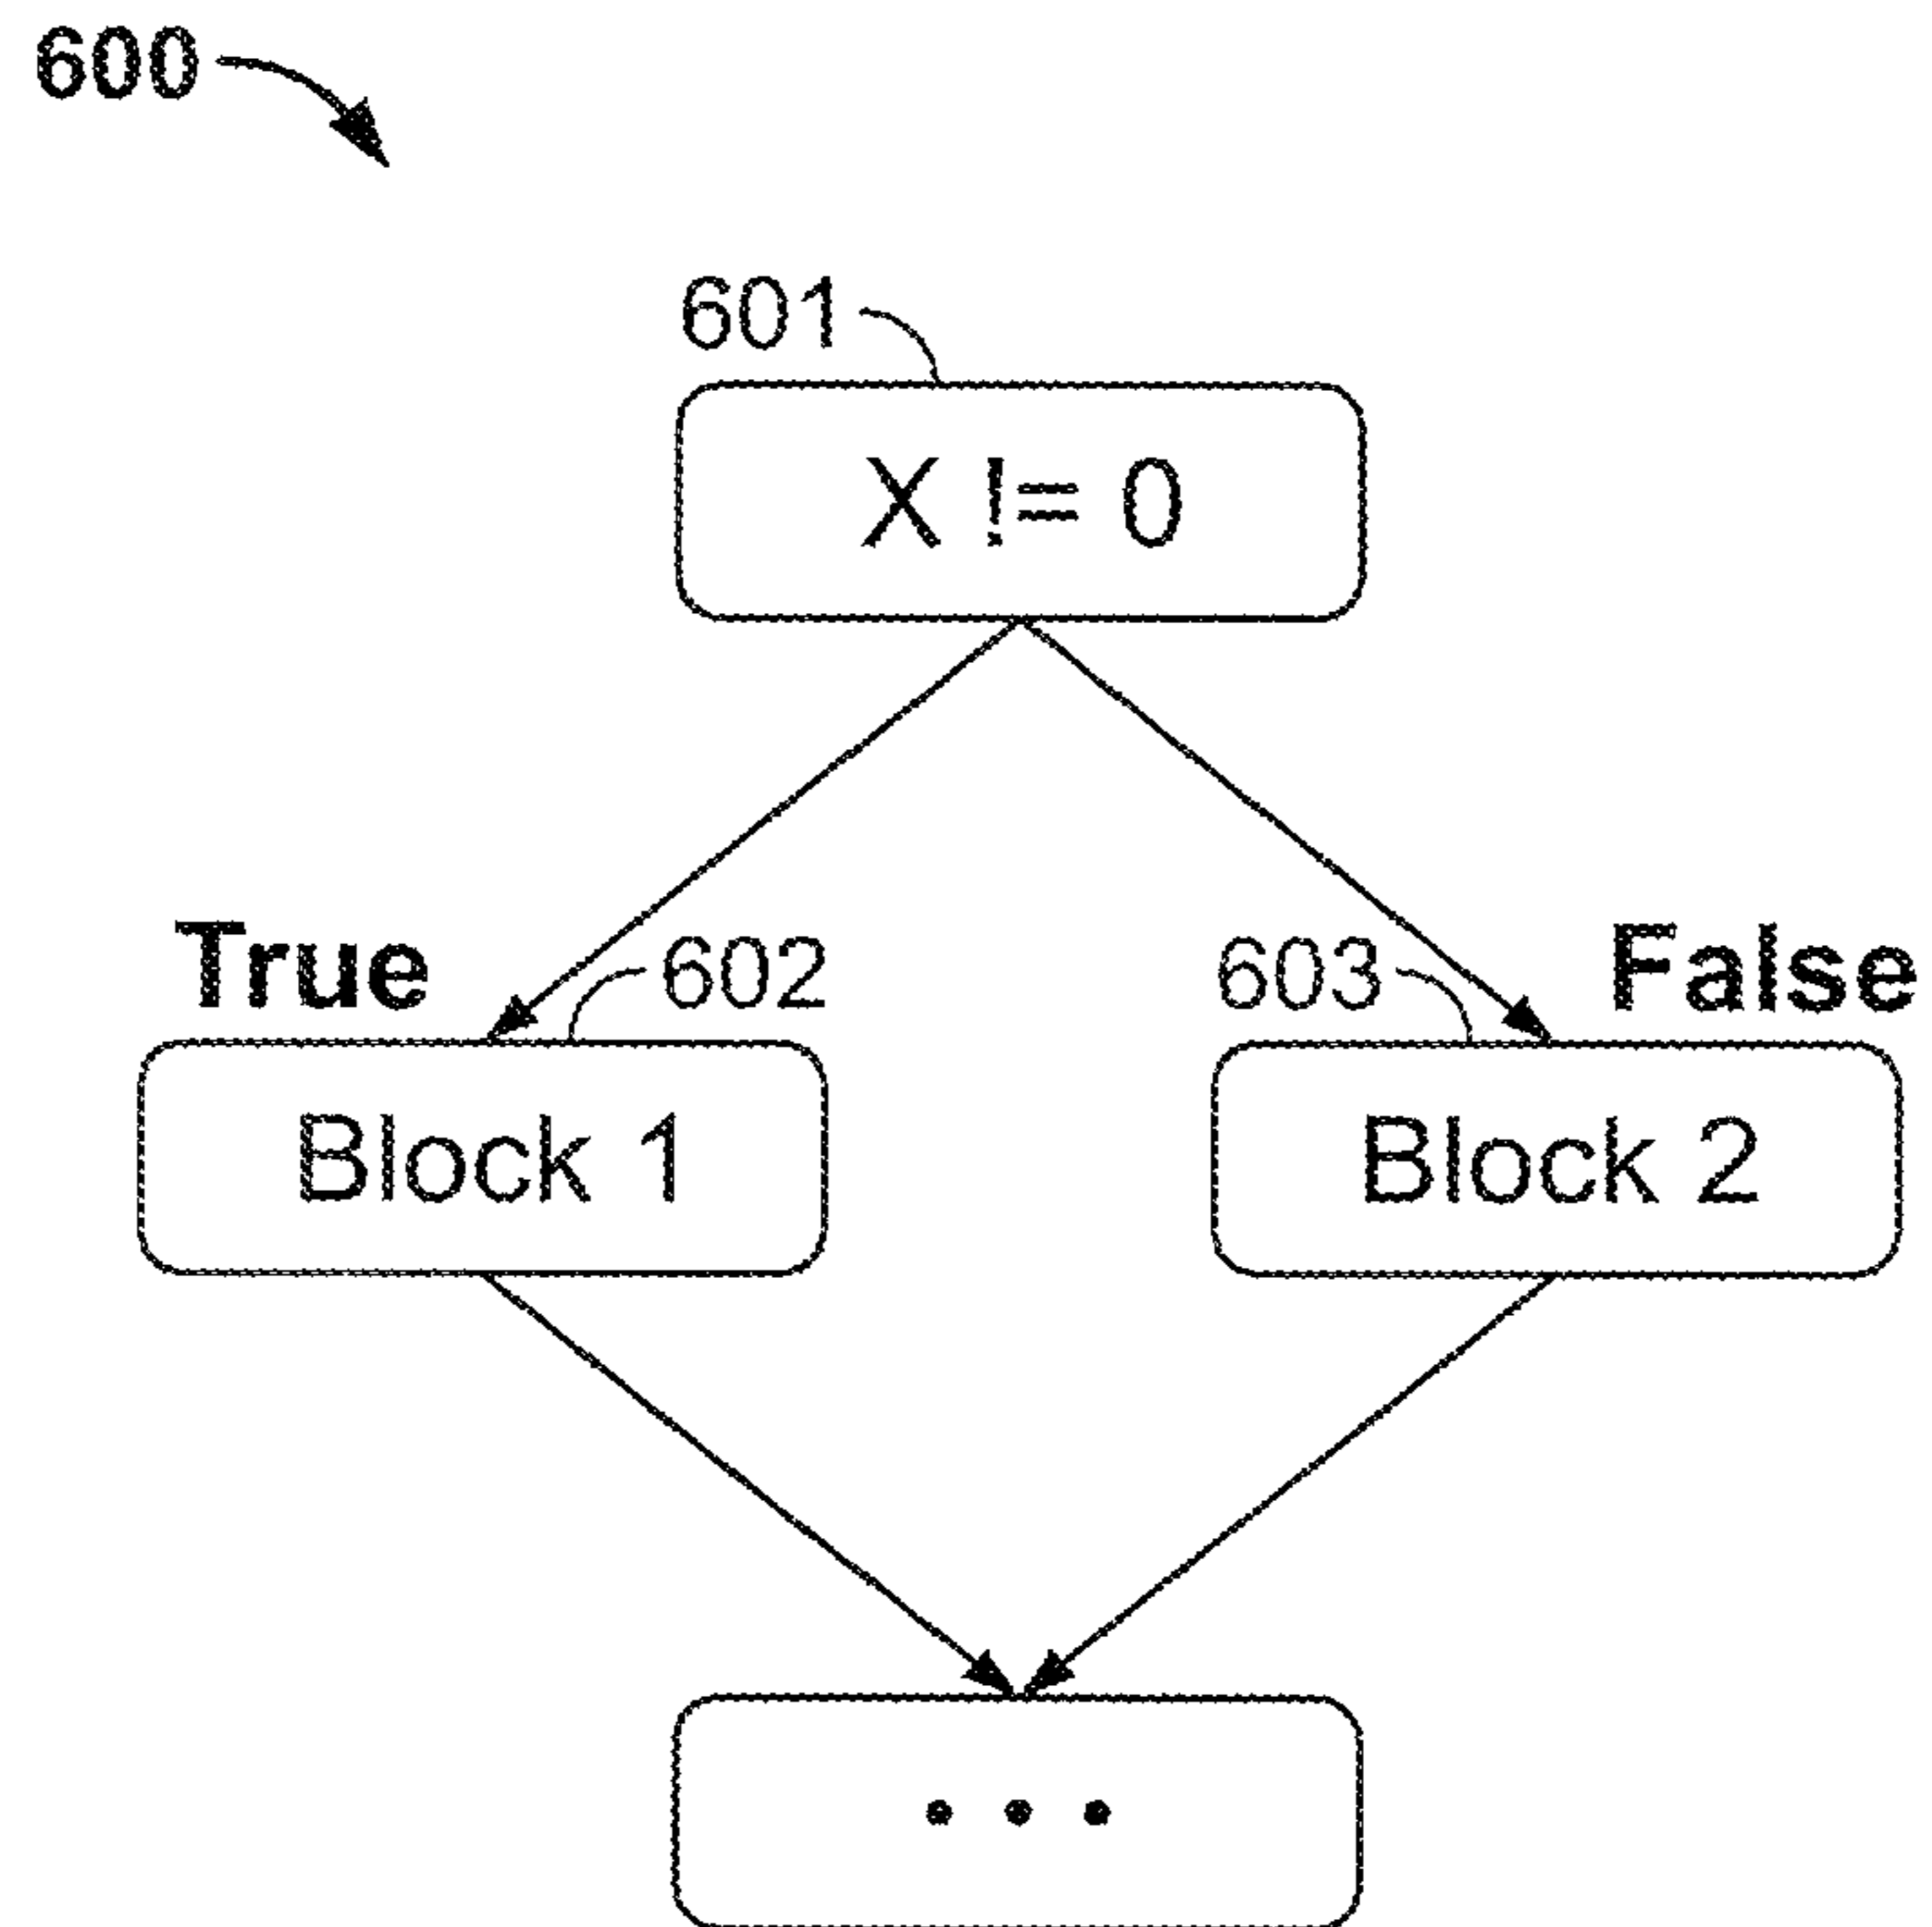 600
601
X != 0
True 602 603 False
Block 1 Block 2
• • •